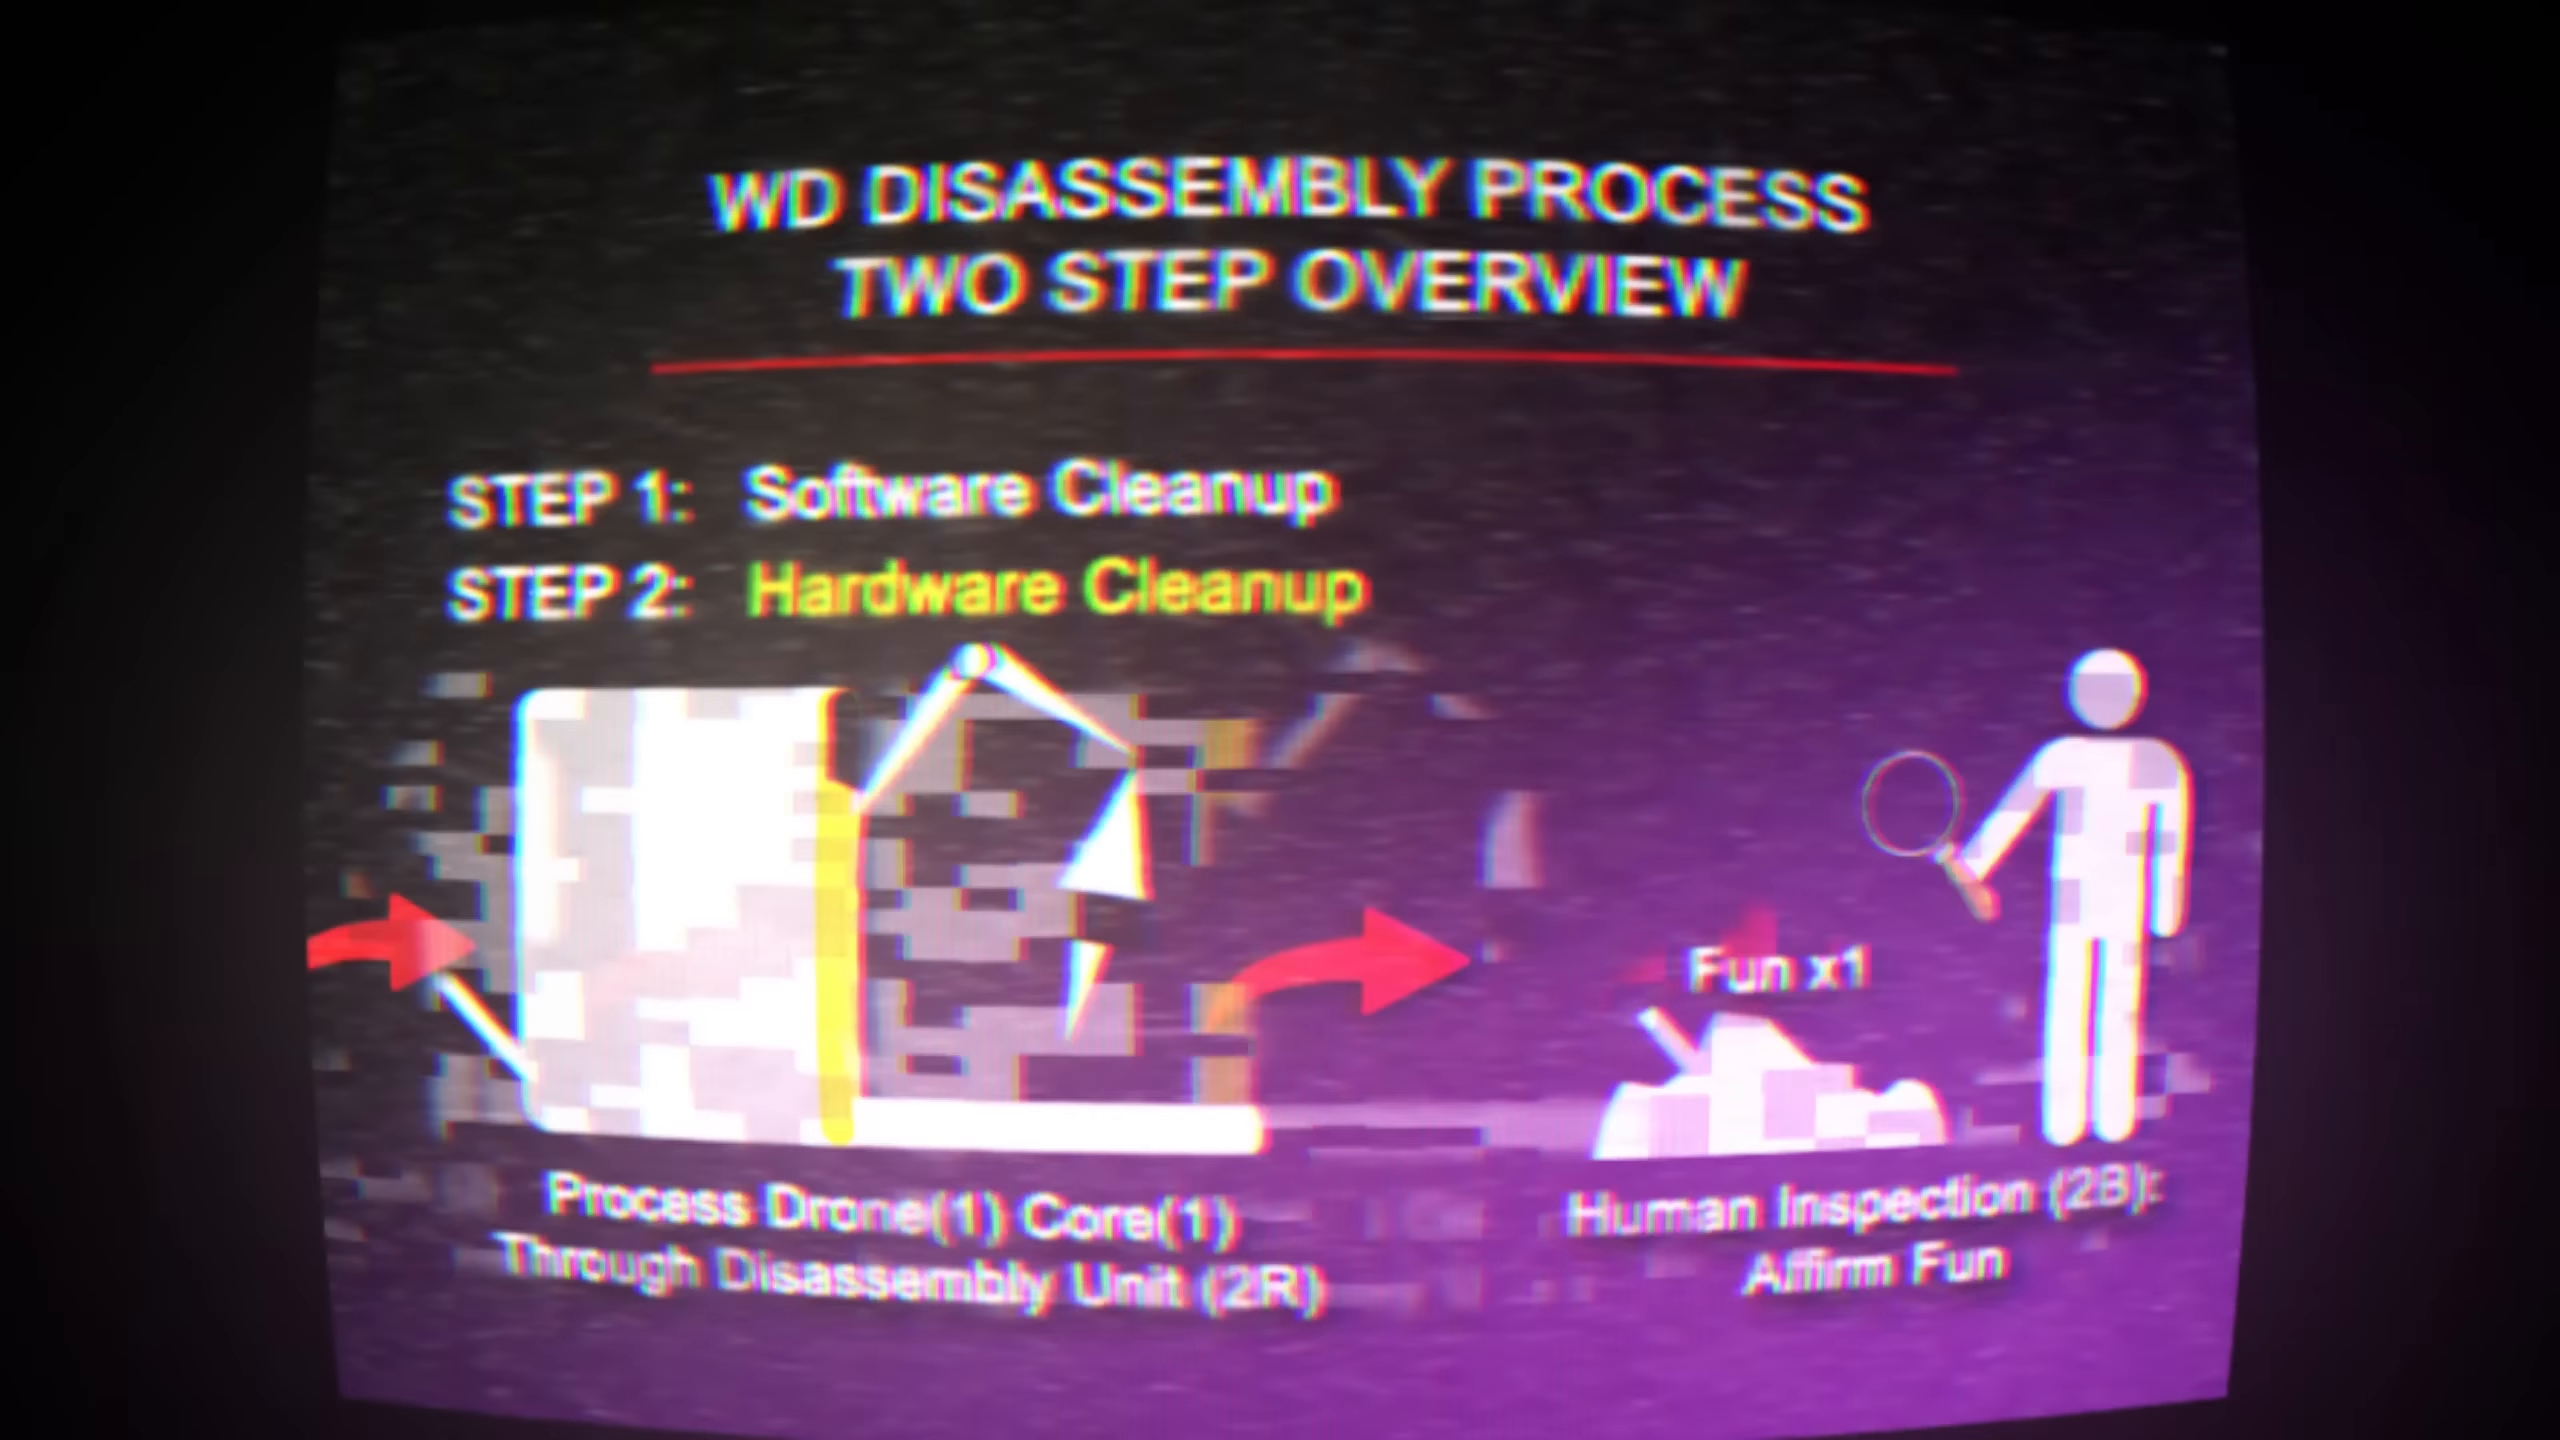 WD DISASSEMBLY PROCESS
TWO STEP OVERVIEW
STEP 1: Software Cleanup
STEP 2: Hardware Cleanup
Fun x1
Process Drone(1) Core(1)
Through Disassembly Unit (2R)
Human Inspection (2B):
Affirm Fun